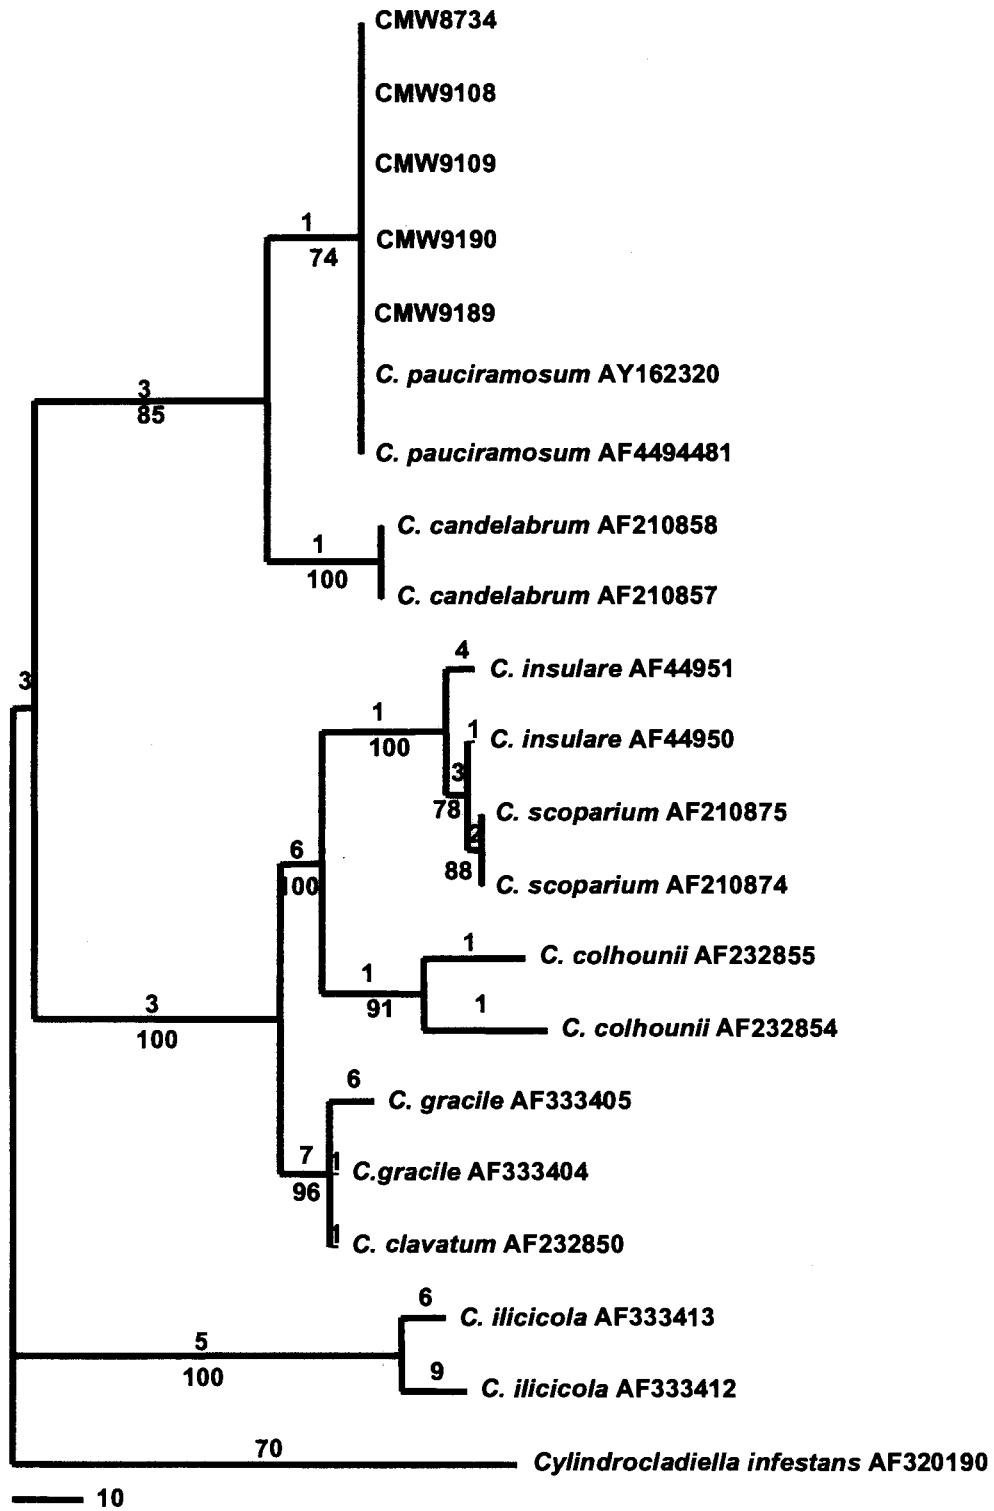 CMW8734
CMW9108
CMW9109
1
CMW9190
74
CMW9189
C. pauciramosum AY162320
3
85
C. pauciramosum AF4494481
C. candelabrum AF210858
1
100
C. candelabrum AF210857
4
C. insulare AF44951
3
1
100
1
C. insulare AF44950
3
78
C. scoparium AF210875
2
6
88
100
C. scoparium AF210874
1
C. colhounii AF232855
1
91
1
C. colhounii AF232854
3
100
6
C. gracile AF333405
7
1
C.gracile AF333404
96
1
C. clavatum AF232850
6
C. ilicicola AF333413
5
100
9
C. ilicicola AF333412
70
Cylindrocladiella infestans AF320190
10